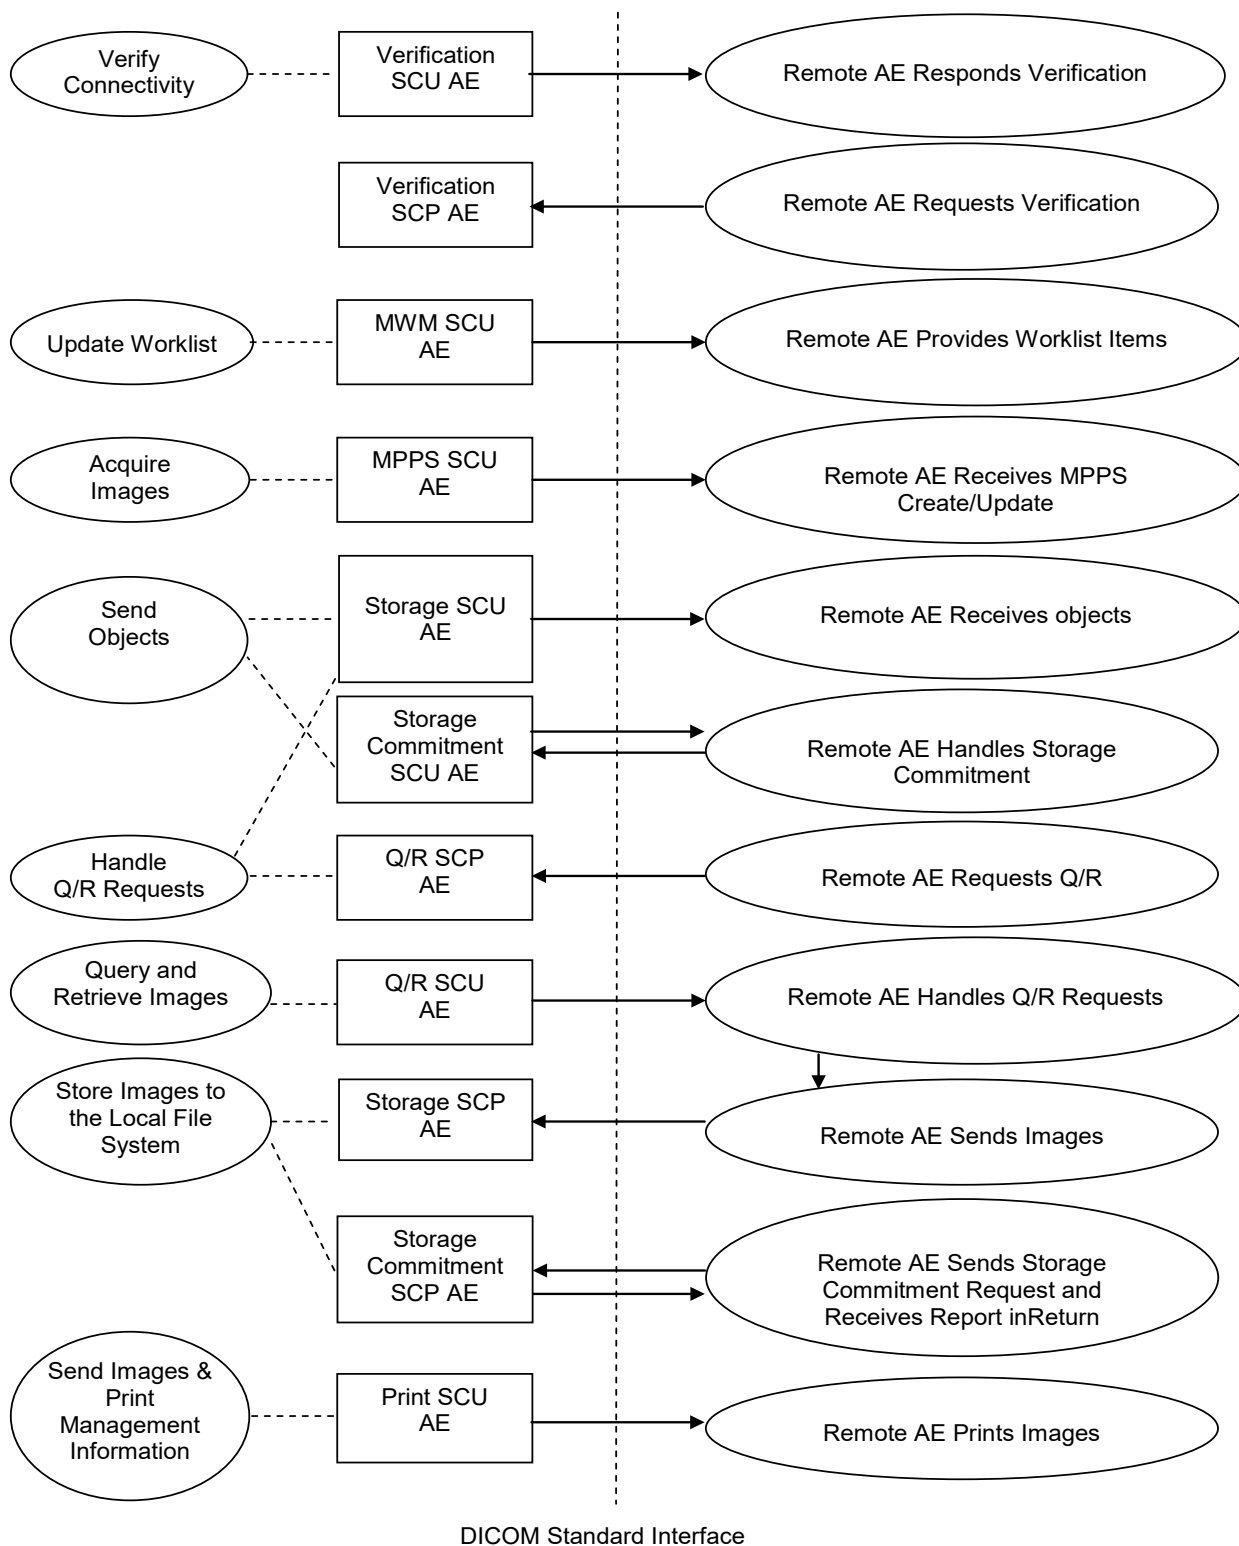 Verify
Connectivity
Verification
SCU AE
Remote AE Responds Verification
Verification
SCP AE
Remote AE Requests Verification
Update Worklist
MWM SCU
AE
Remote AE Provides Worklist Items
Acquire
Images
MPPS SCU
AE
Remote AE Receives MPPS
Create/Update
Send
Objects
Storage SCU
AE
Remote AE Receives objects
Storage
Commitment
SCU AE
Remote AE Handles Storage
Commitment
Handle
Q/R Requests
Q/R SCP
AE
Remote AE Requests Q/R
Query and
Retrieve Images
Q/R SCU
AE
Remote AE Handles Q/R Requests
Store Images to
the Local File
System
Storage SCP
AE
Remote AE Sends Images
Storage
Commitment
SCP AE
Remote AE Sends Storage
Commitment Request and
Receives Report inReturn
Send Images &
Print
Management
Information
Print SCU
AE
Remote AE Prints Images
DICOM Standard Interface